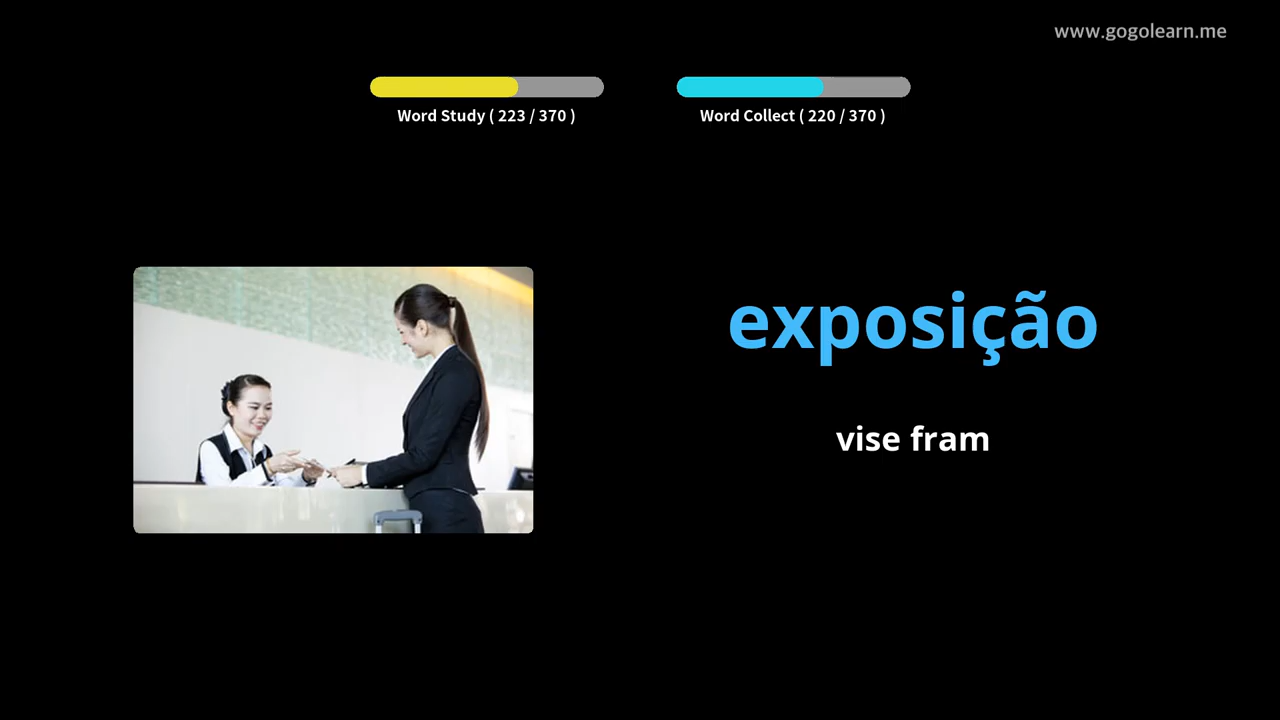 www.gogolearn.me
Word Study ( 223 / 370 )
Word Collect ( 220 / 370 )
exposição
vise fram